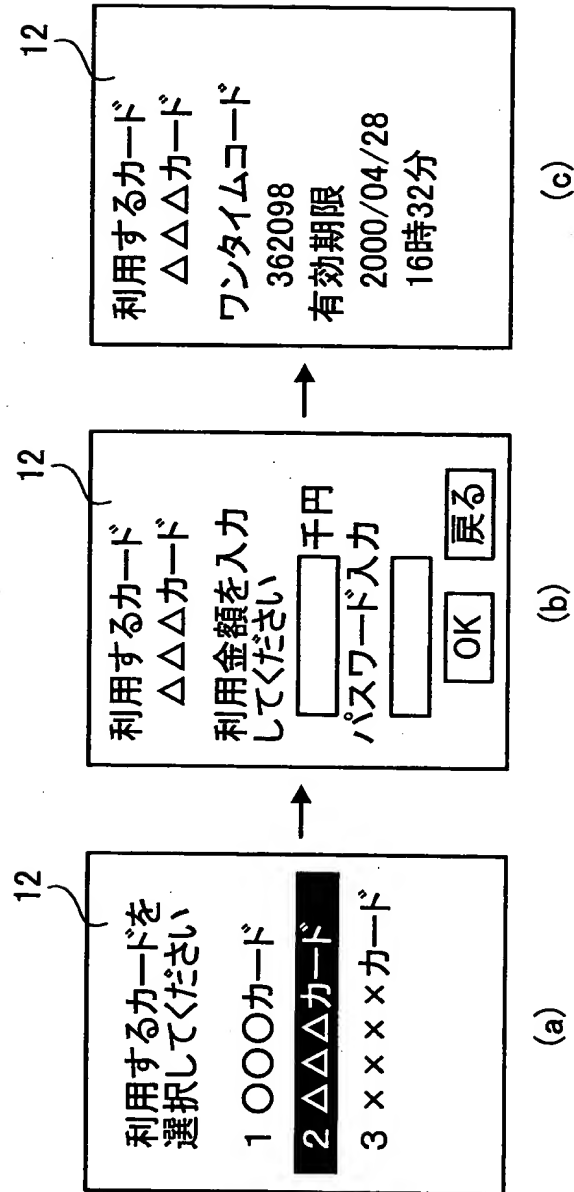 12
利用するカードを
選択してください
1 ○○○カード
2 △△△カード
3 ××××カード
(a)
12
利用するカード
△△△カード
利用金額を入力
してください
千円
パスワード入力
OK 戻る
(b)
12
利用するカード
△△△カード
ワンタイムコード
362098
有効期限
2000/04/28
16時32分
(c)